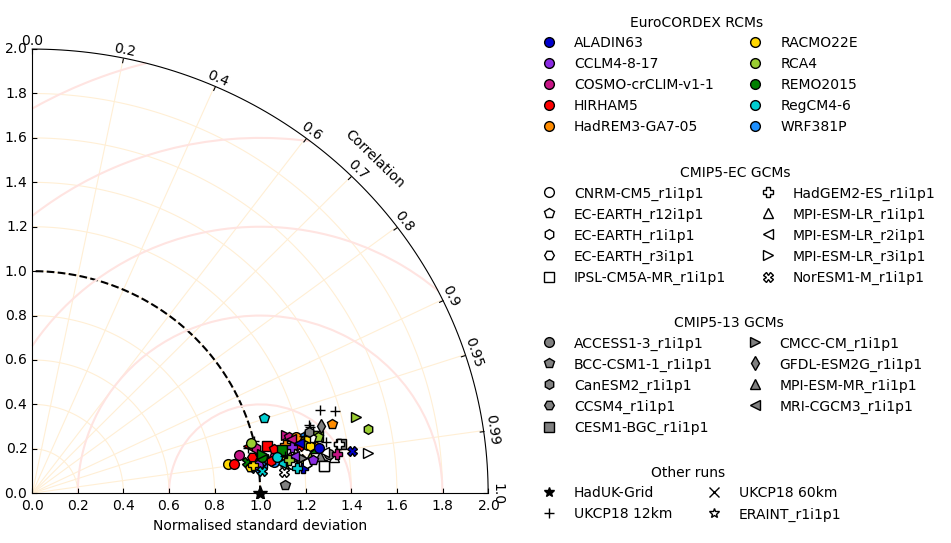 0.0
0.2
0.4
0.6
Correlation
0.7
0.8
0.9
0.95
0.99
1.0
2.0
1.8
1.6
1.4
1.2
1.0
0.8
0.6
0.4
0.2
0.0
0.0 0.2 0.4 0.6 0.8 1.0 1.2 1.4 1.6 1.8 2.0
Normalised standard deviation
EuroCORDEX RCMs
ALADIN63 RACMO22E
CCLM4-8-17 RCA4
COSMO-crCLIM-v1-1 REMO2015
HIRHAM5 RegCM4-6
HadREM3-GA7-05 WRF381P
CMIP5-EC GCMs
CNRM-CM5_r1i1p1 HadGEM2-ES_r1i1p1
EC-EARTH_r12i1p1 MPI-ESM-LR_r1i1p1
EC-EARTH_r1i1p1 MPI-ESM-LR_r2i1p1
EC-EARTH_r3i1p1 MPI-ESM-LR_r3i1p1
IPSL-CM5A-MR_r1i1p1 NorESM1-M_r1i1p1
CMIP5-13 GCMs
ACCESS1-3_r1i1p1 CMCC-CM_r1i1p1
BCC-CSM1-1_r1i1p1 GFDL-ESM2G_r1i1p1
CanESM2_r1i1p1 MPI-ESM-MR_r1i1p1
CCSM4_r1i1p1 MRI-CGCM3_r1i1p1
CESM1-BGC_r1i1p1
Other runs
HadUK-Grid UKCP18 60km
UKCP18 12km ERAINT_r1i1p1